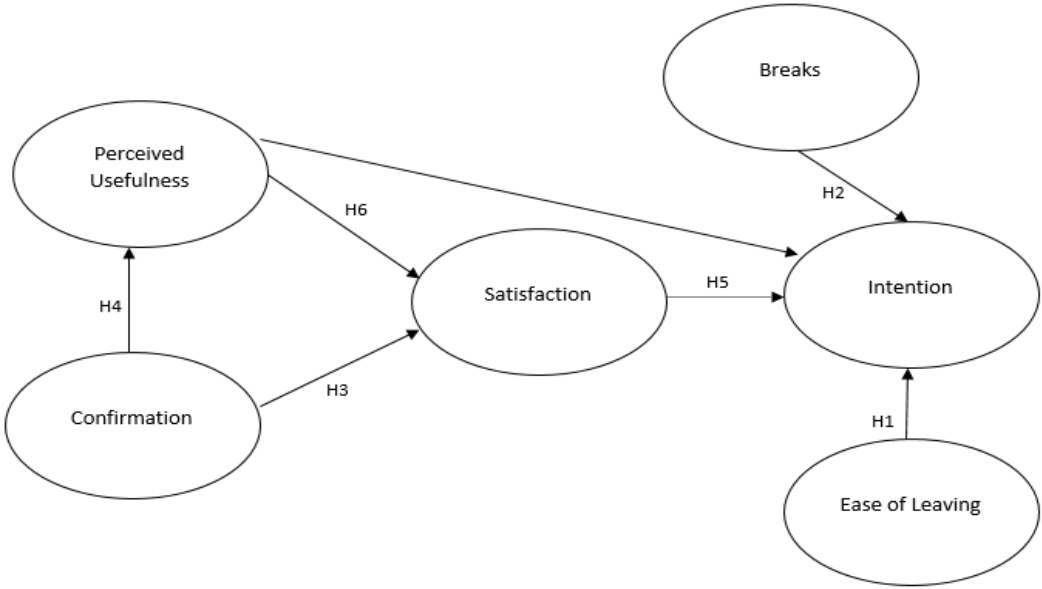 Breaks
Perceived
Usefulness
H2
H6
H5
Intention
Satisfaction
H4
H3
Confirmation
H1
Ease of Leaving